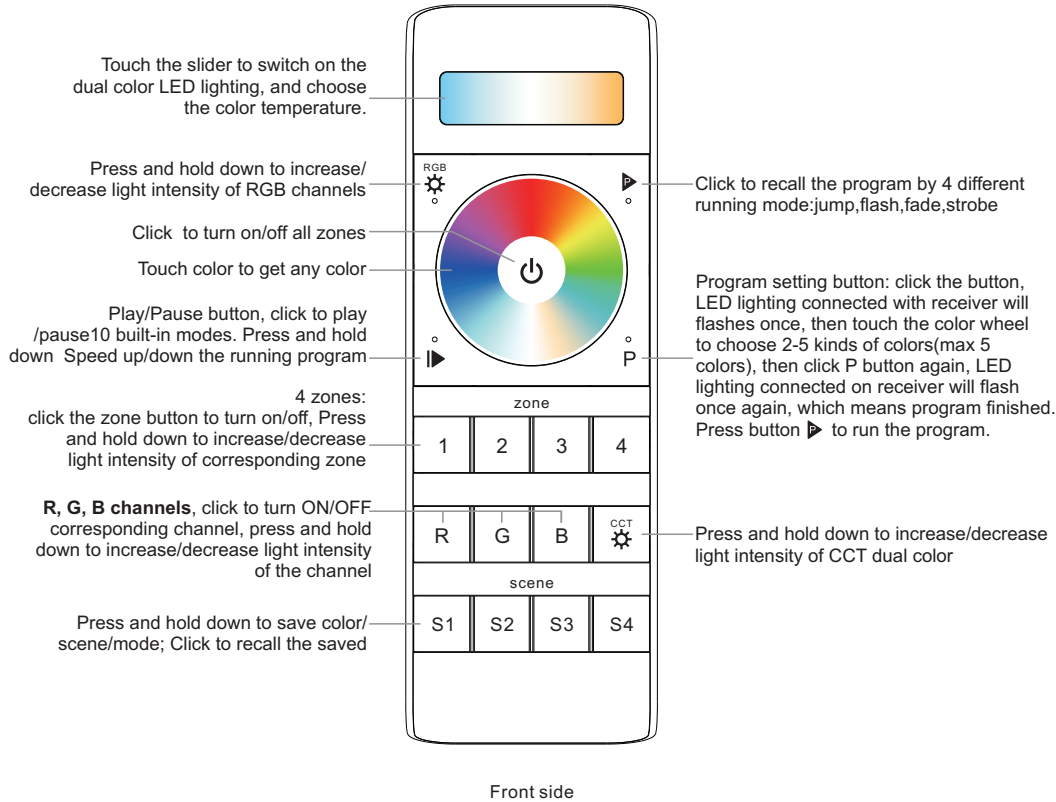 Touch the slider to switch on the
dual color LED lighting, and choose
the color temperature.
Press and hold down to increase/
decrease light intensity of RGB channels
Click  to turn on/off all zones
Touch color to get any color
Play/Pause button, click to play
/pause10 built-in modes. Press and hold
down  Speed up/down the running program
4 zones:
click the zone button to turn on/off, Press
and hold down to increase/decrease
light intensity of corresponding zone
R, G, B channels, click to turn ON/OFF
corresponding channel, press and hold
down to increase/decrease light intensity
of the channel
Press and hold down to save color/
scene/mode; Click to recall the saved
RGB
P
P
zone
1 2 3 4
R G B CCT
scene
S1 S2 S3 S4
Click to recall the program by 4 different
running mode:jump,flash,fade,strobe
Program setting button: click the button,
LED lighting connected with receiver will
flashes once, then touch the color wheel
to choose 2-5 kinds of colors(max 5
colors), then click P button again, LED
lighting connected on receiver will flash
once again, which means program finished.
Press button P to run the program.
Press and hold down to increase/decrease
light intensity of CCT dual color
Front side